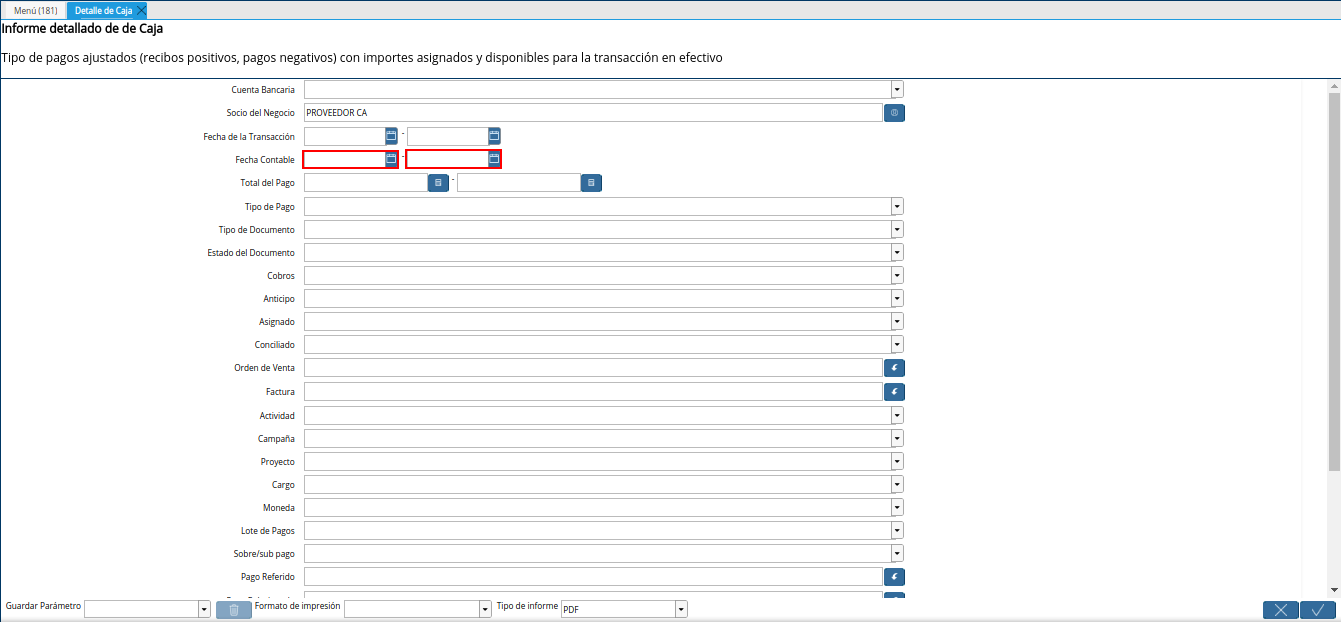 Menú (181) Detalle de Caja
Informe detallado de de Caja
Tipo de pagos ajustados (recibos positivos, pagos negativos) con importes asignados y disponibles para la transacción en efectivo
Cuenta Bancaria
Socio del Negocio PROVEEDOR CA
Fecha de la Transacción -
Fecha Contable -
Total del Pago -
Tipo de Pago
Tipo de Documento
Estado del Documento
Cobros
Anticipo
Asignado
Conciliado
Orden de Venta
Factura
Actividad
Campaña
Proyecto
Cargo
Moneda
Lote de Pagos
Sobre/sub pago
Pago Referido
Guardar Parámetro Formato de impresión Tipo de informe PDF